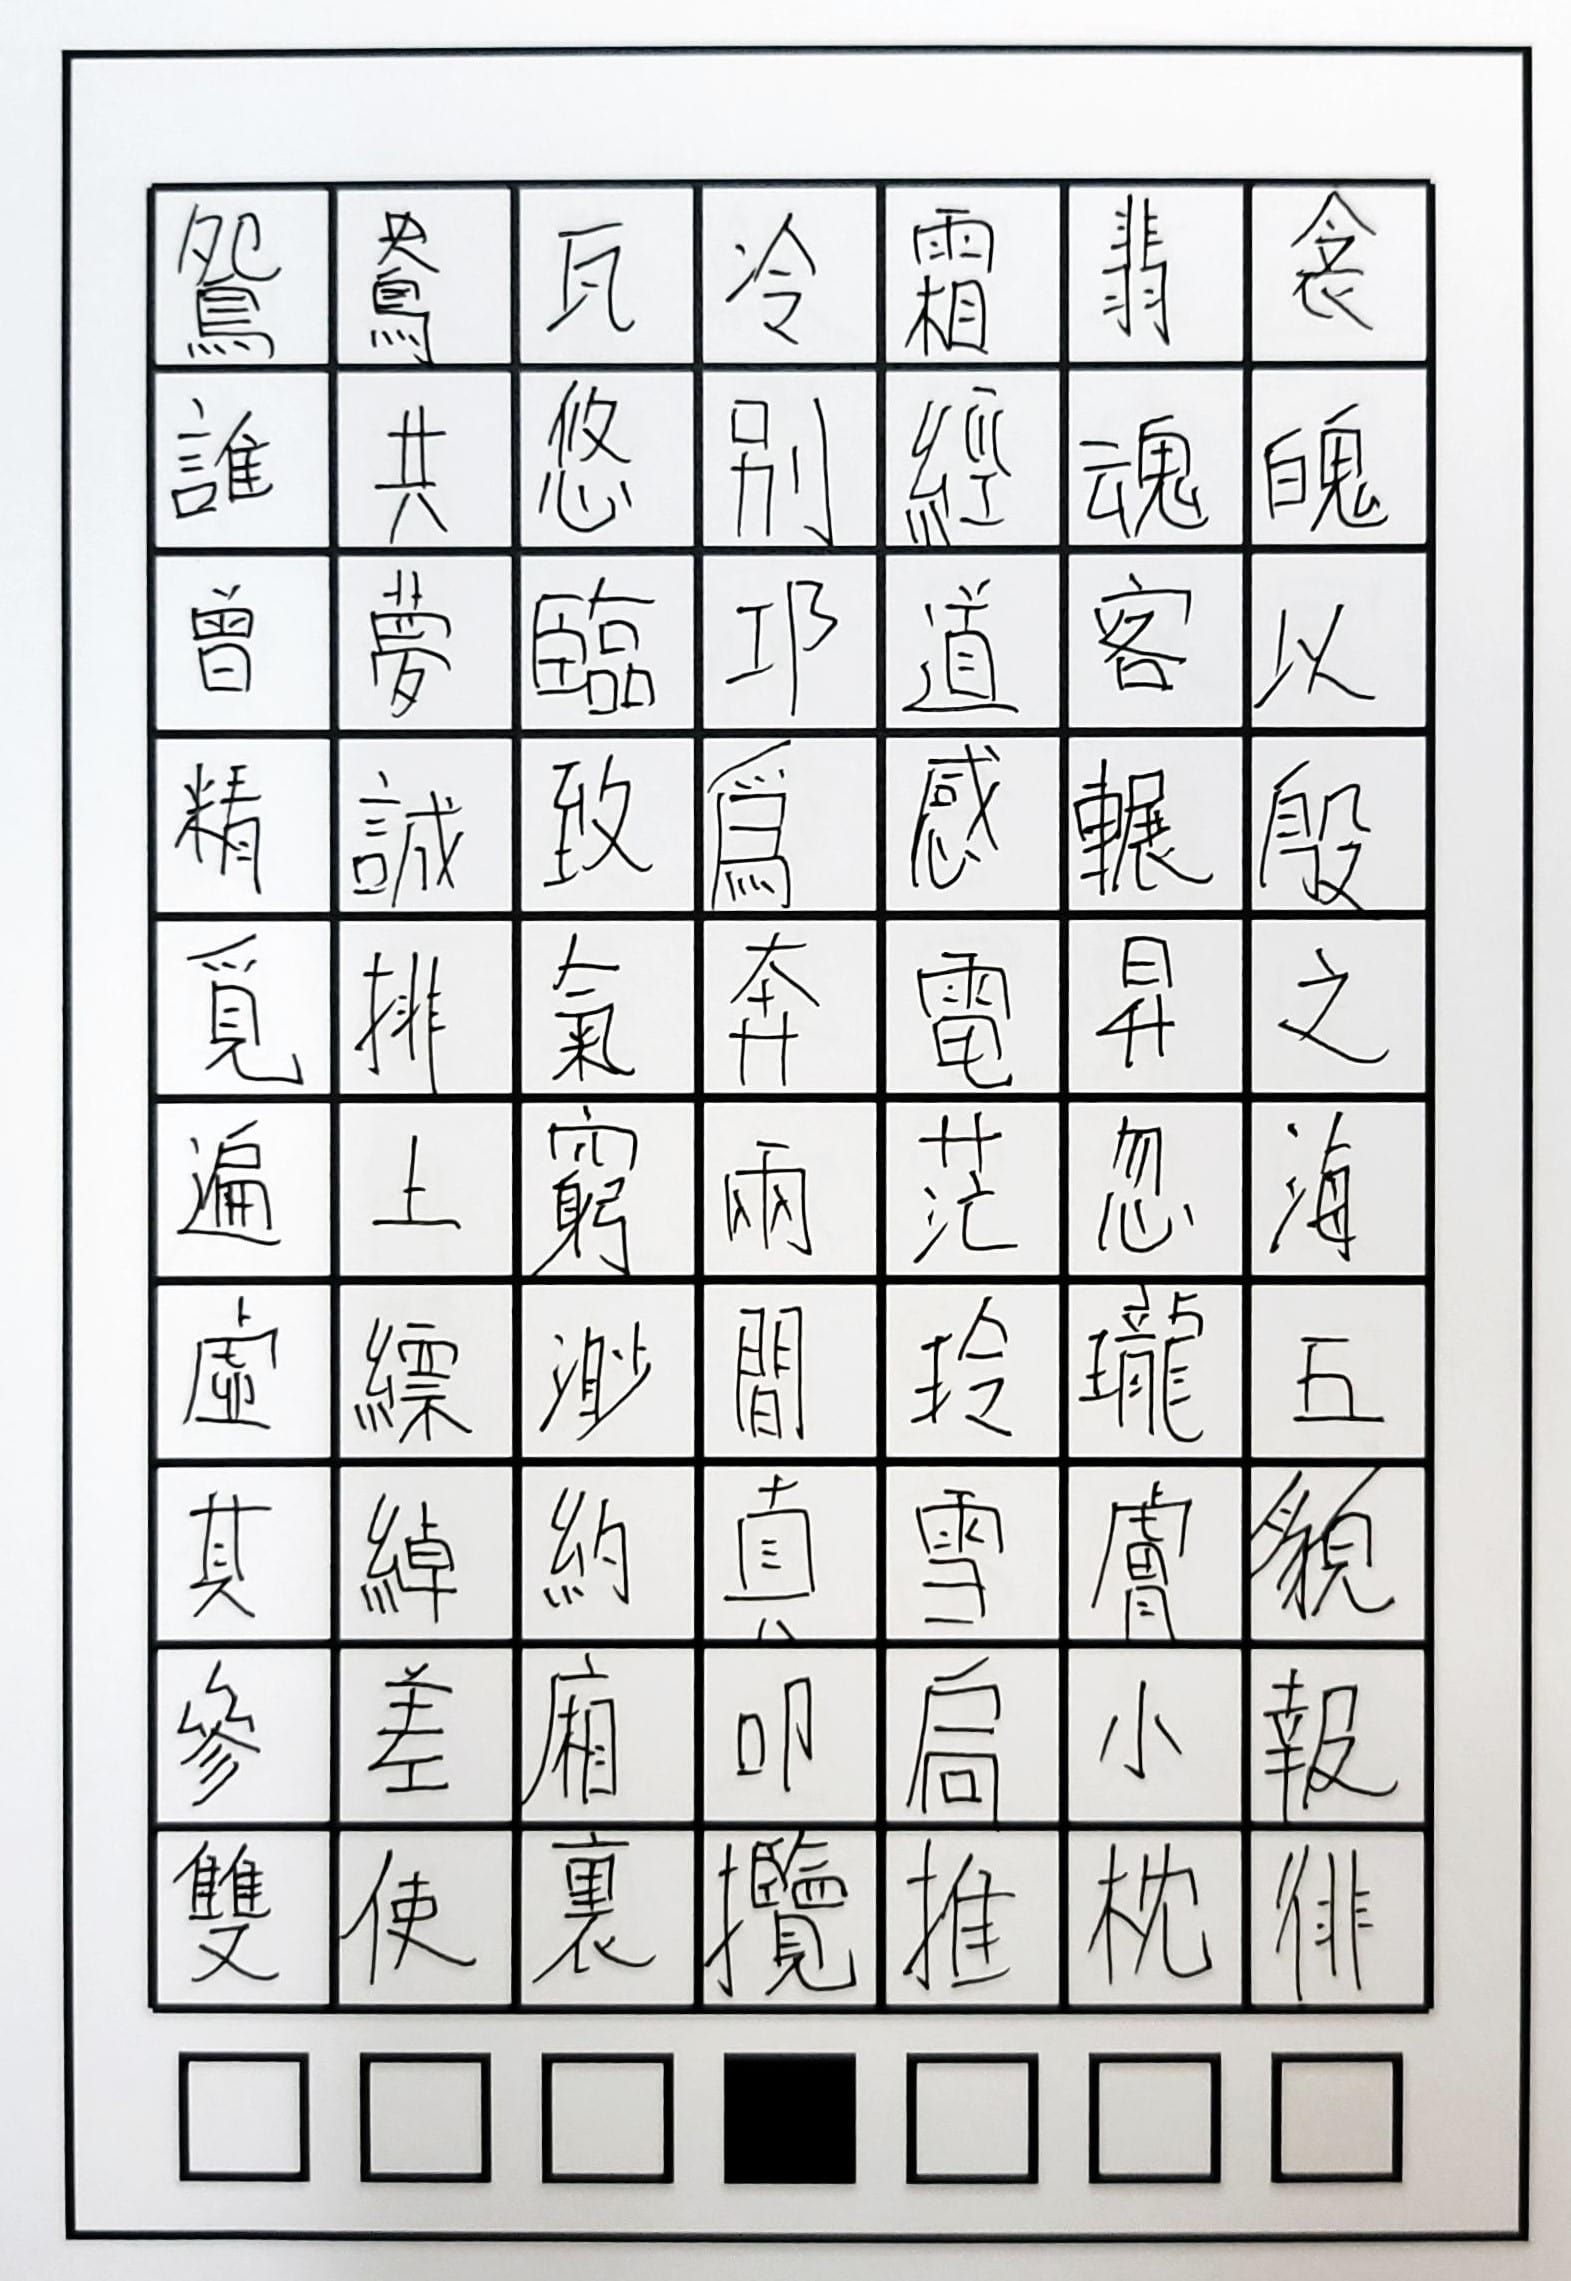 鴛鴦瓦冷霜翡衾
誰共悠別經魂魄
曾夢臨邛道客以
精誠致爲感輾殷
覓排氣奔電昇之
遍上窮兩茫忽海
虛縹渺間玲瓏五
其綽約真雪膚貌
參差廂叩扃小報
雙使裏攬推枕徘